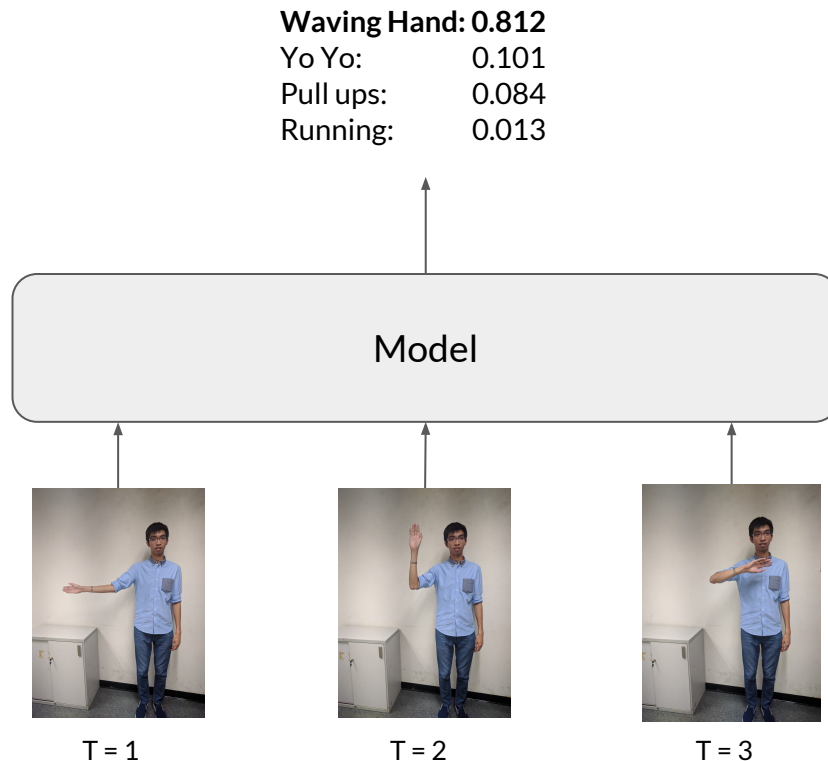 Waving Hand: 0.812
Yo Yo: 0.101
Pull ups: 0.084
Running: 0.013
Model
T = 1 T = 2 T = 3